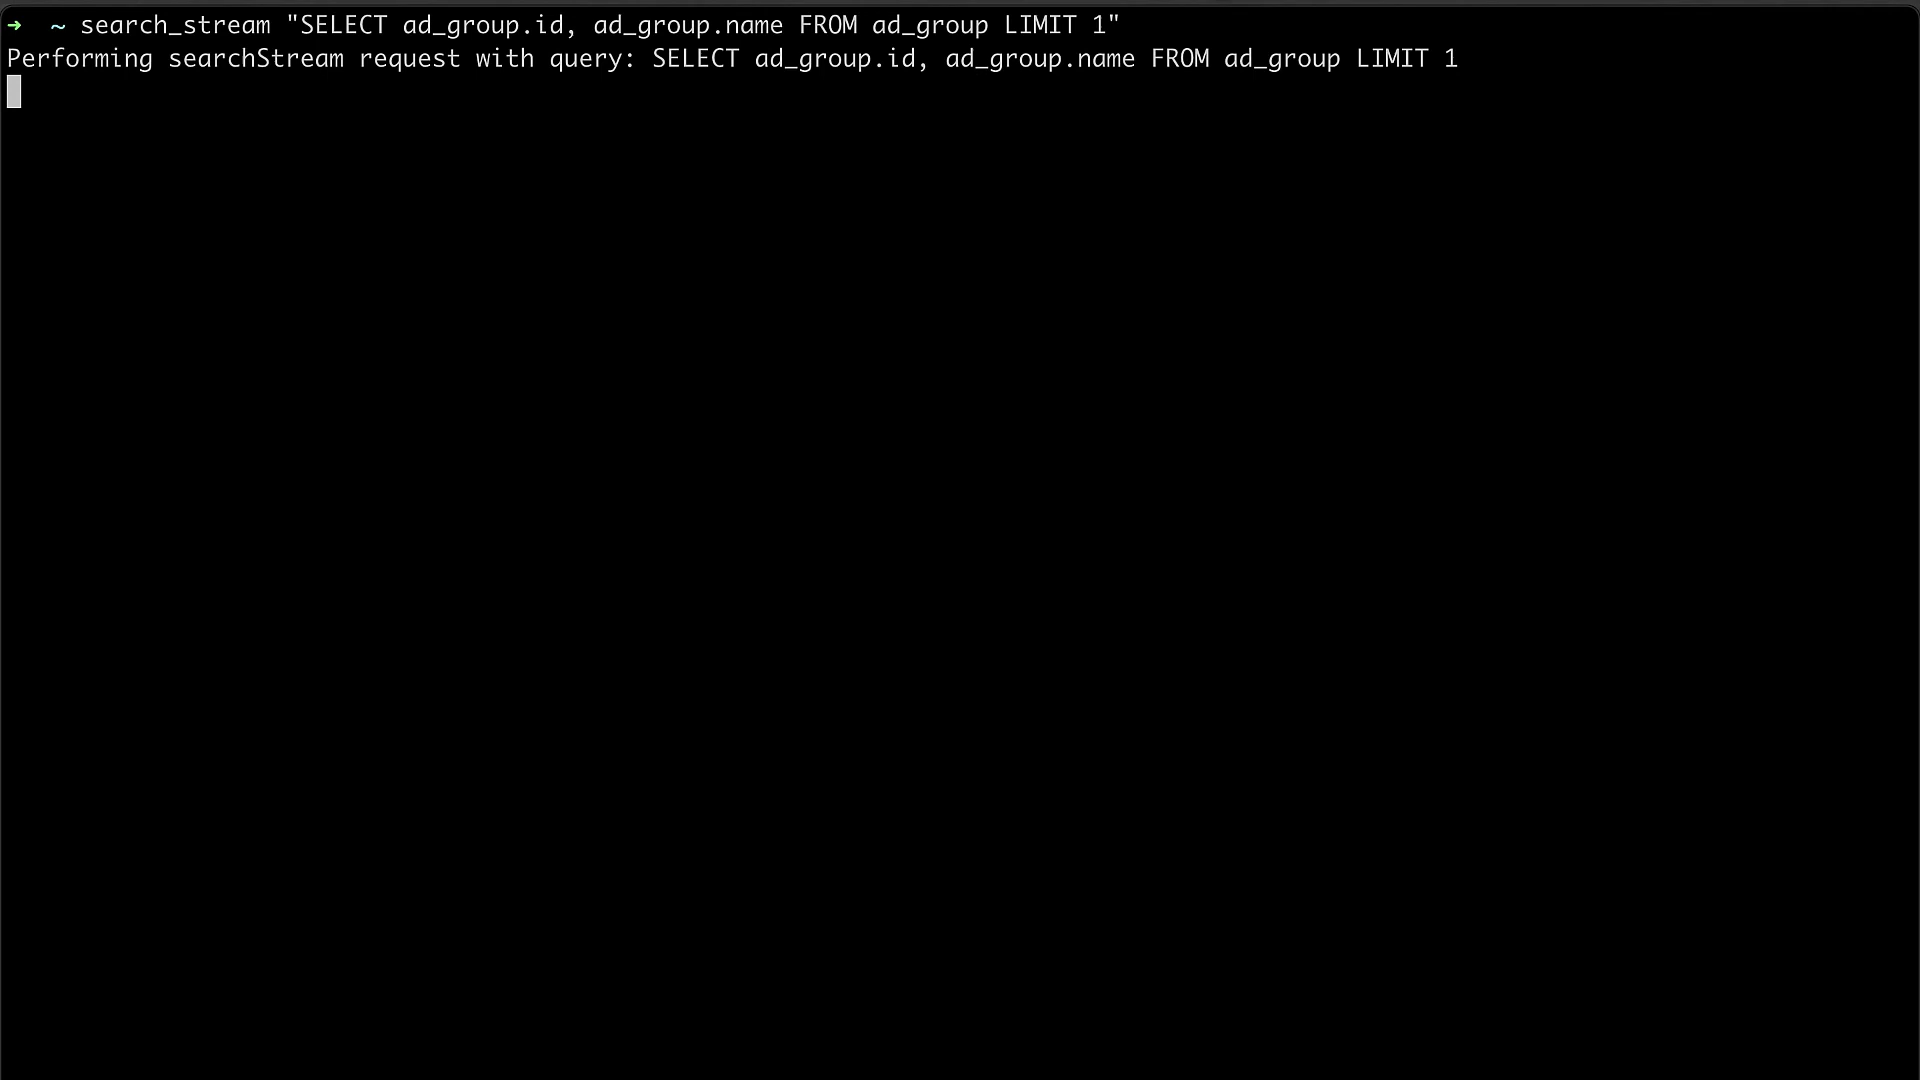 ➜  ~ search_stream "SELECT ad_group.id, ad_group.name FROM ad_group LIMIT 1"
Performing searchStream request with query: SELECT ad_group.id, ad_group.name FROM ad_group LIMIT 1